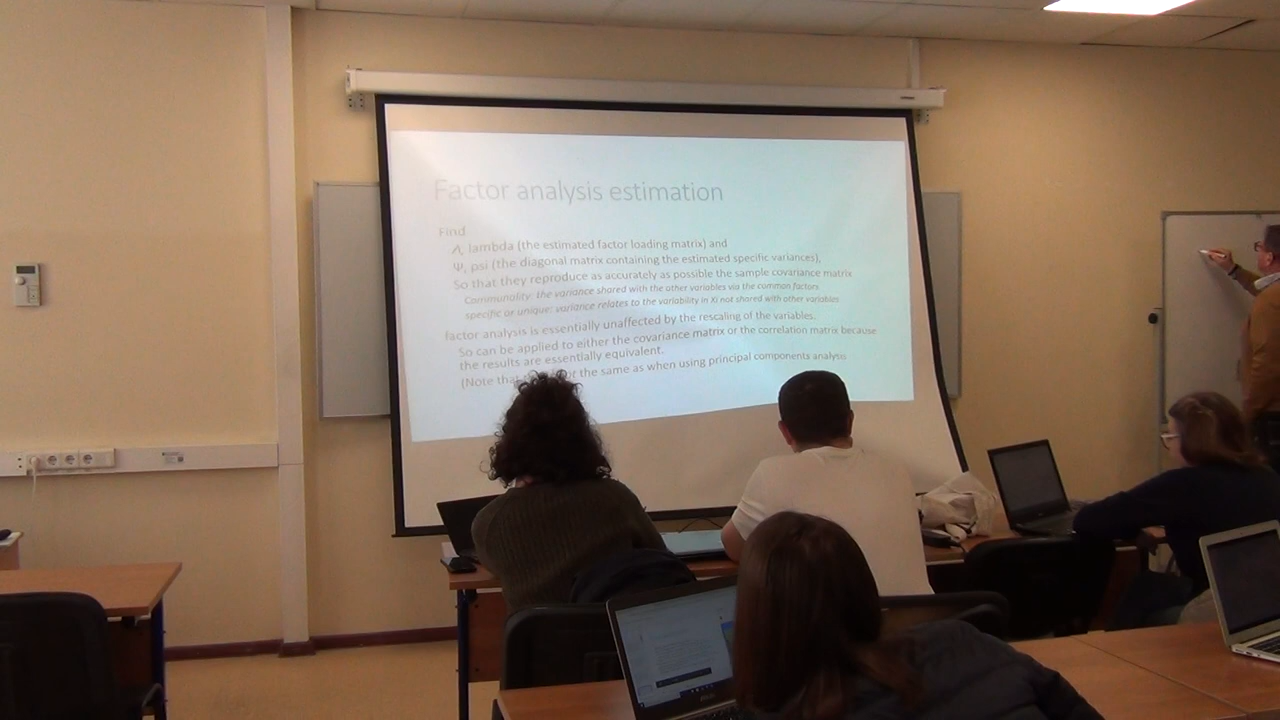 Factor analysis estimation
Find
Λ, lambda (the estimated factor loading matrix) and
Ψ, psi (the diagonal matrix containing the estimated specific variances),
So that they reproduce as accurately as possible the sample covariance matrix
Communality: the variance shared with the other variables via the common factors
specific or unique: variance relates to the variability in xi not shared with other variables
factor analysis is essentially unaffected by the rescaling of the variables.
So can be applied to either the covariance matrix or the correlation matrix because
the results are essentially equivalent.
(Note that the same as when using principal components analysis